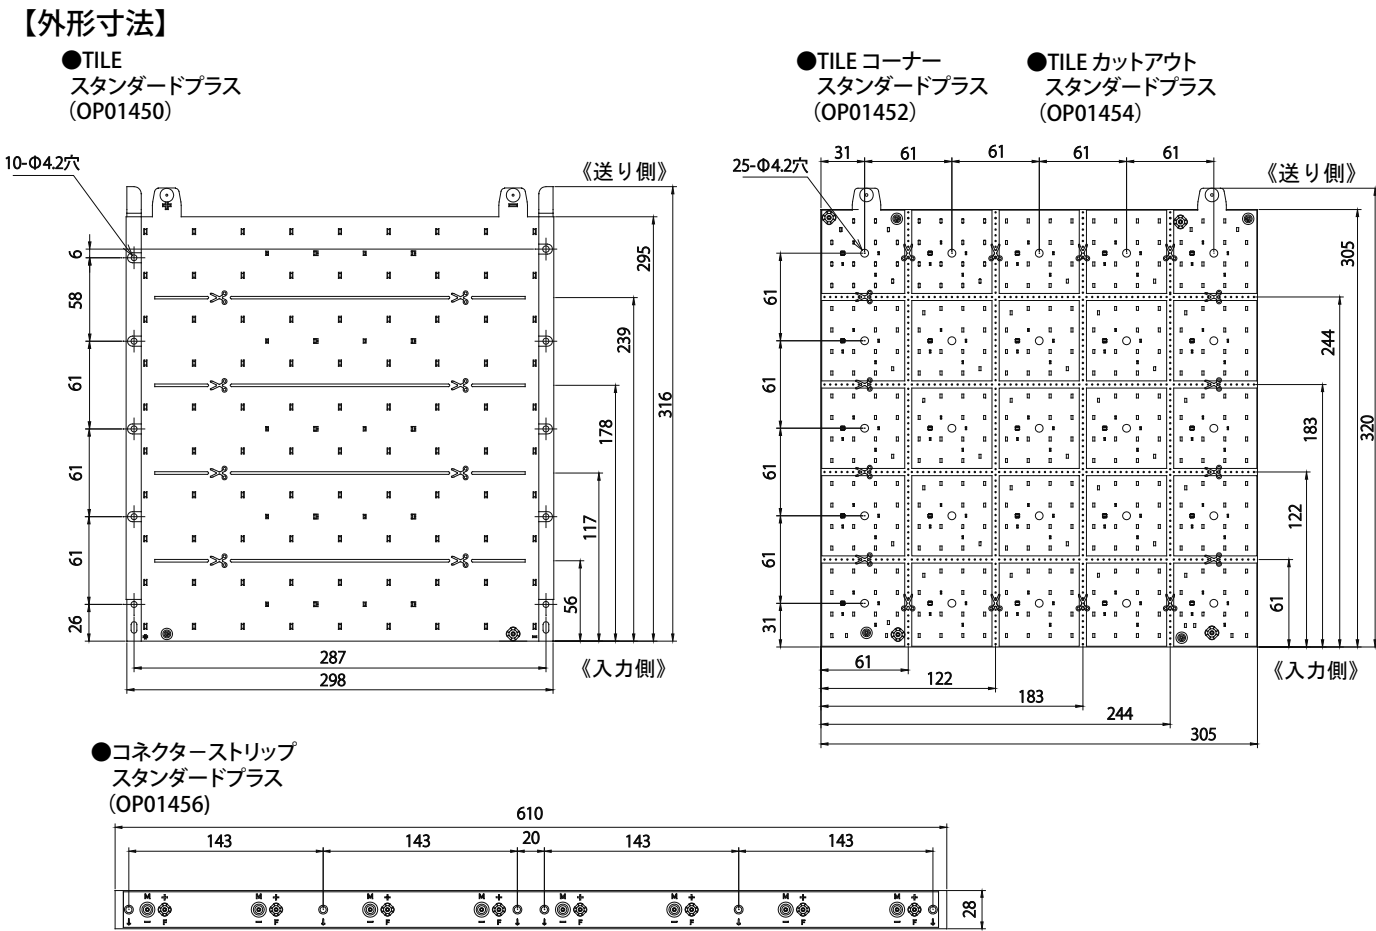 【外形寸法】
●TILE
スタンダードプラス
（OP01450）
10-Φ4.2穴
《送り側》
6
58
61
61
61
26
295
239
316
178
117
56
287
298
《入力側》
●TILE コーナー
スタンダードプラス
（OP01452）
●TILE カットアウト
スタンダードプラス
（OP01454）
31
61
61
61
61
25-Φ4.2穴
《送り側》
61
61
61
61
31
305
244
320
183
122
61
61
122
183
244
305
《入力側》
●コネクターストリップ
スタンダードプラス
（OP01456）
610
143
143
20
143
143
M + M + M + M + M + M + M + M +
− F − F − F − F − F − F − F − F
28